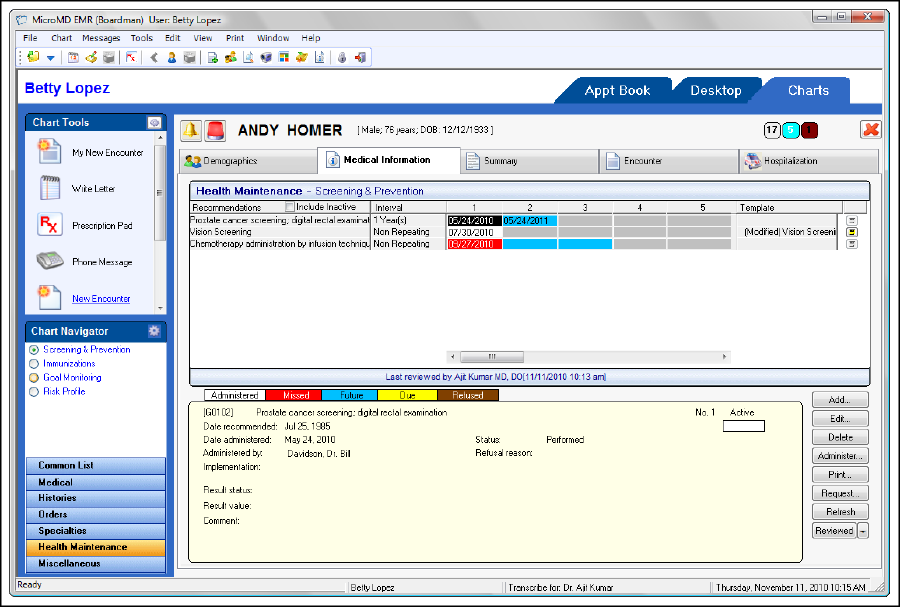 MicroMD EMR (Boardman) User: Betty Lopez
File Chart Messages Tools Edit View Print Window Help
Betty Lopez
Appt Book Desktop Charts
Chart Tools
My New Encounter
Write Letter
Prescription Pad
Phone Message
New Encounter
Chart Navigator
Screening & Prevention
Immunizations
Goal Monitoring
Risk Profile
Common List
Medical
Histories
Orders
Specialties
Health Maintenance
Miscellaneous
ANDY HOMER [Male; 76 years; DOB: 12/12/1933 ]
17 5 1
Demographics Medical Information Summary Encounter Hospitalization
Health Maintenance - Screening & Prevention
Recommendations Include Inactive Interval 1 2 3 4 5 Template
Prostate cancer screening; digital rectal examinat 1 Year(s) 05/24/2010 05/24/2011
Vision Screening Non Repeating 07/30/2010 (Modified) Vision Screeni
Chemotherapy administration by infusion techniqu Non Repeating 08/27/2010
Last reviewed by Ajit Kumar MD, DO[11/11/2010 10:13 am]
Administered Missed Future Due Refused
[G0102] Prostate cancer screening; digital rectal examination No. 1 Active
Date recommended: Jul 25, 1985
Date administered: May 24, 2010 Status: Performed
Administered by: Davidson, Dr. Bill Refusal reason:
Implementation:
Result status:
Result value:
Comment:
Add...
Edit...
Delete
Administer...
Print...
Request...
Refresh
Reviewed
Ready Betty Lopez Transcribe for: Dr. Ajit Kumar Thursday, November 11, 2010 10:15 AM